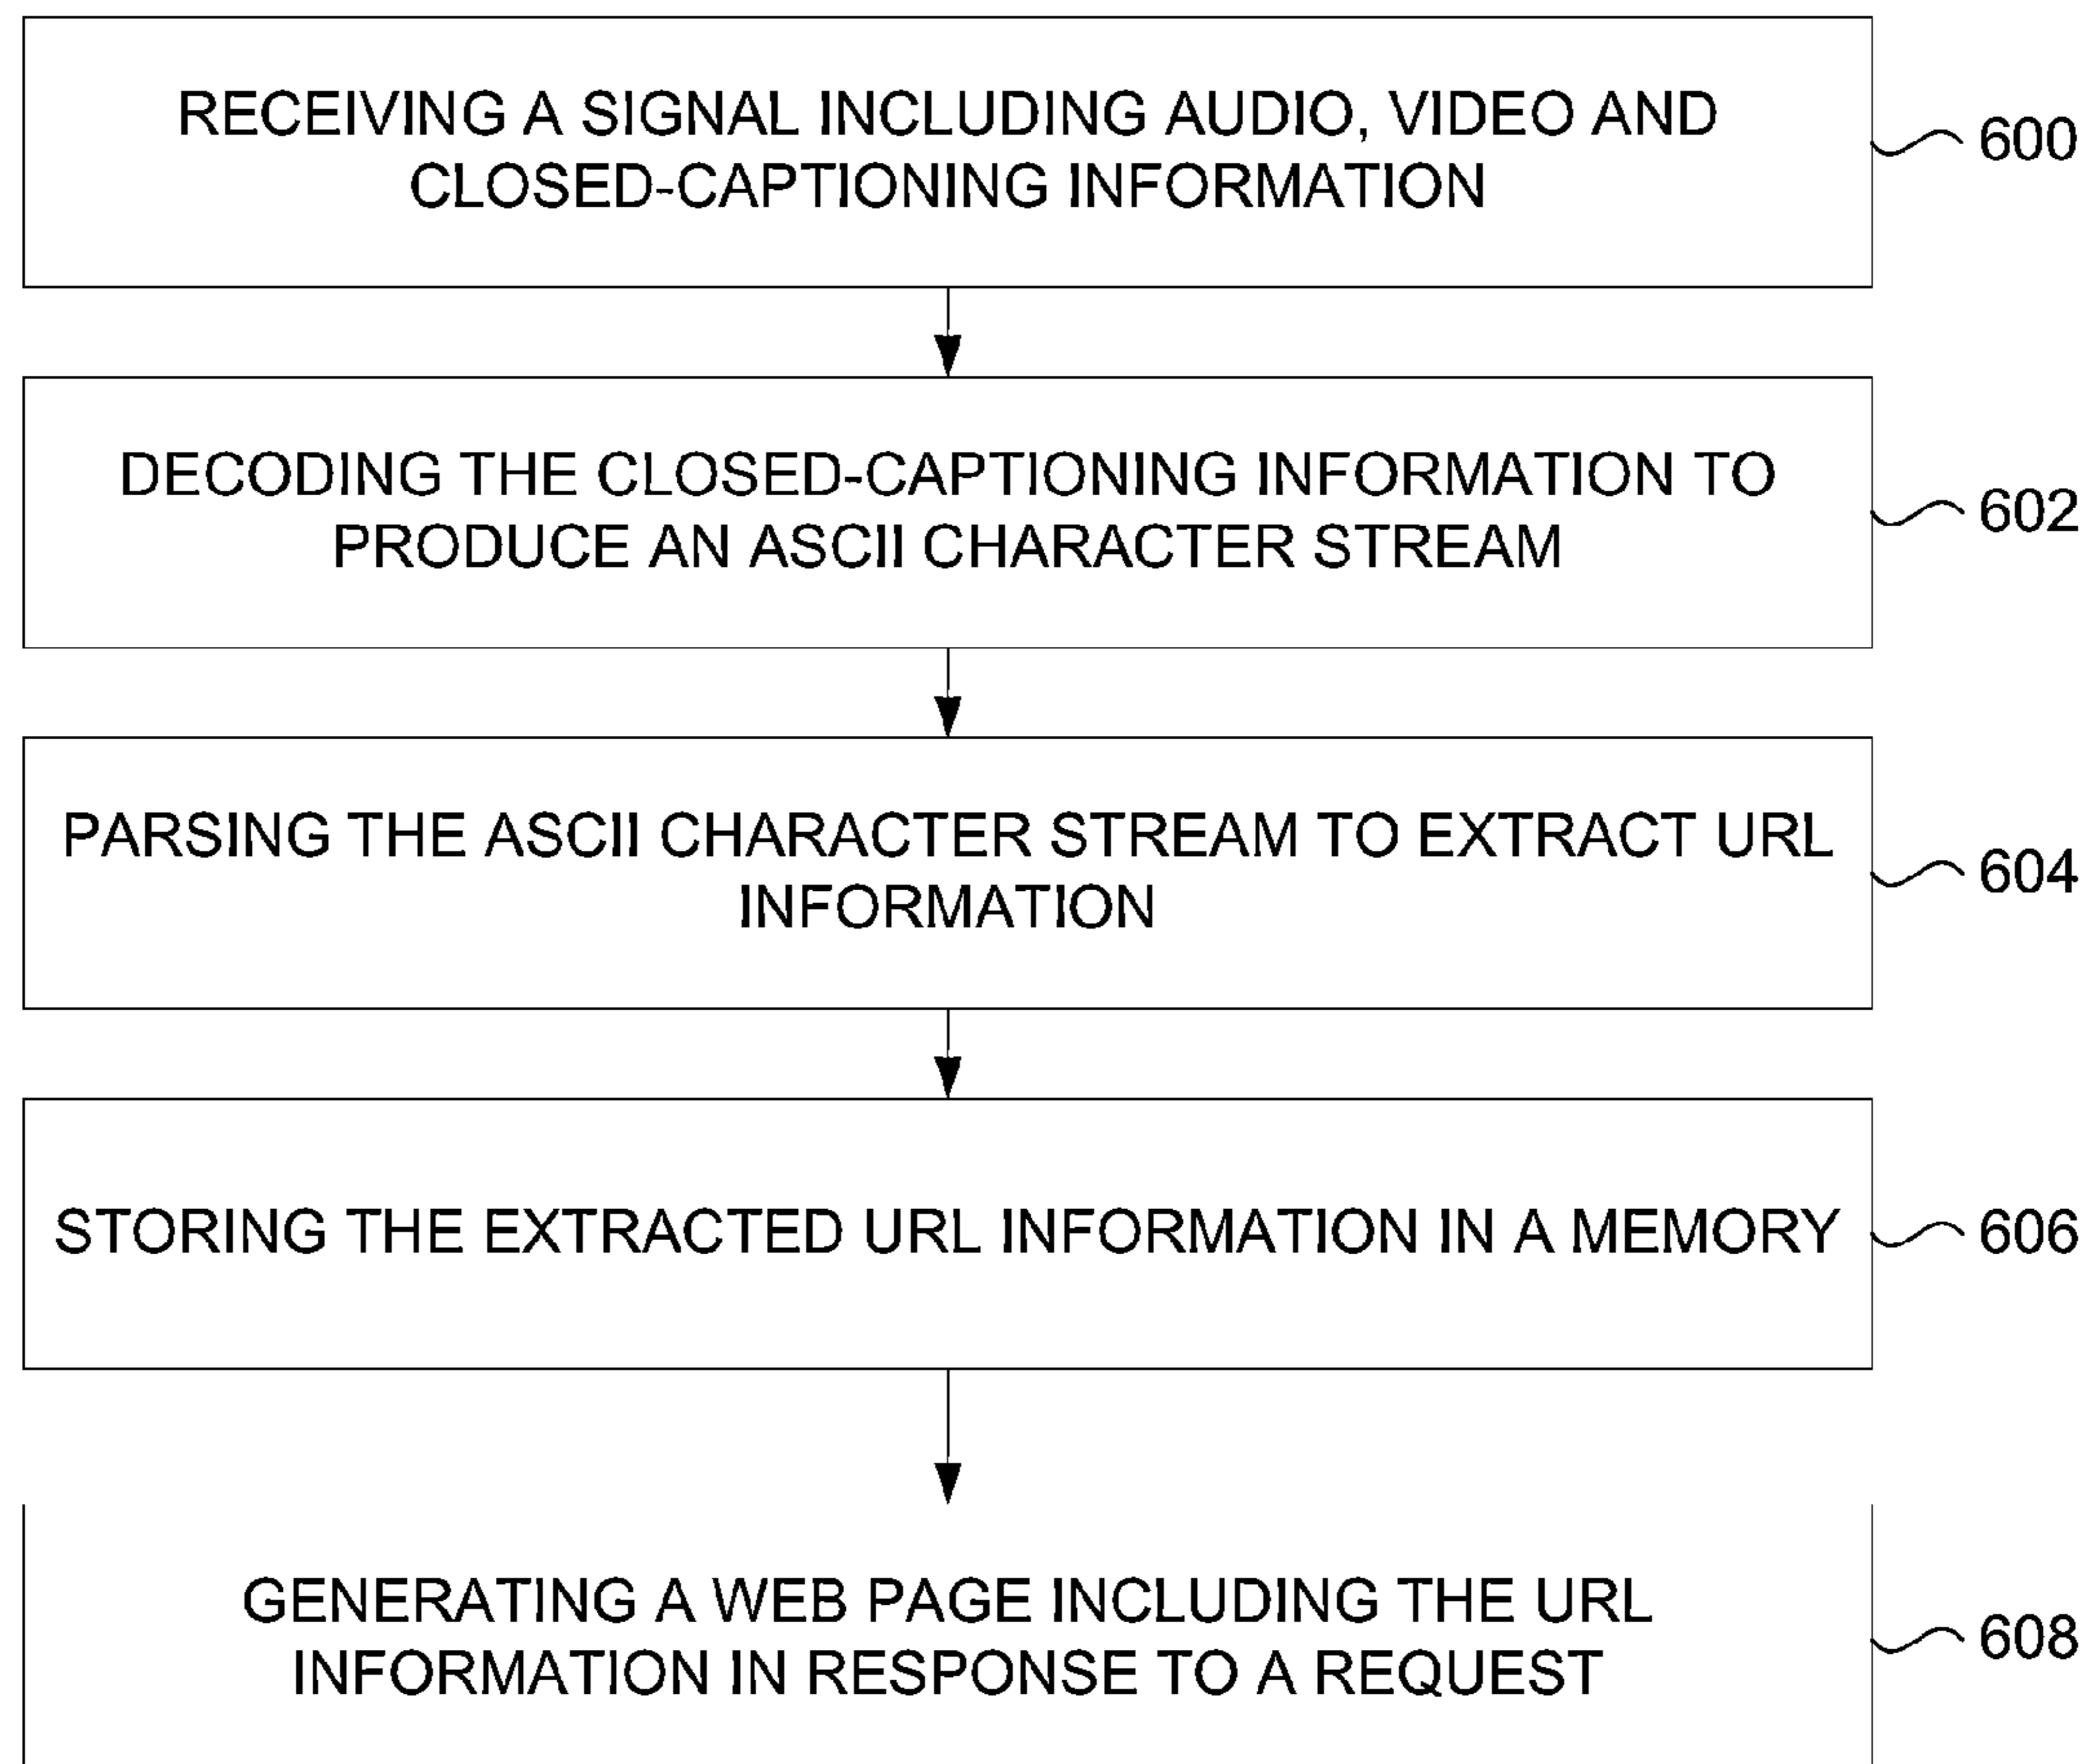 RECEIVING A SIGNAL INCLUDING AUDIO, VIDEO AND
CLOSED-CAPTIONING INFORMATION
600
DECODING THE CLOSED-CAPTIONING INFORMATION TO
PRODUCE AN ASCII CHARACTER STREAM
602
PARSING THE ASCII CHARACTER STREAM TO EXTRACT URL
INFORMATION
604
STORING THE EXTRACTED URL INFORMATION IN A MEMORY
606
GENERATING A WEB PAGE INCLUDING THE URL
INFORMATION IN RESPONSE TO A REQUEST
608